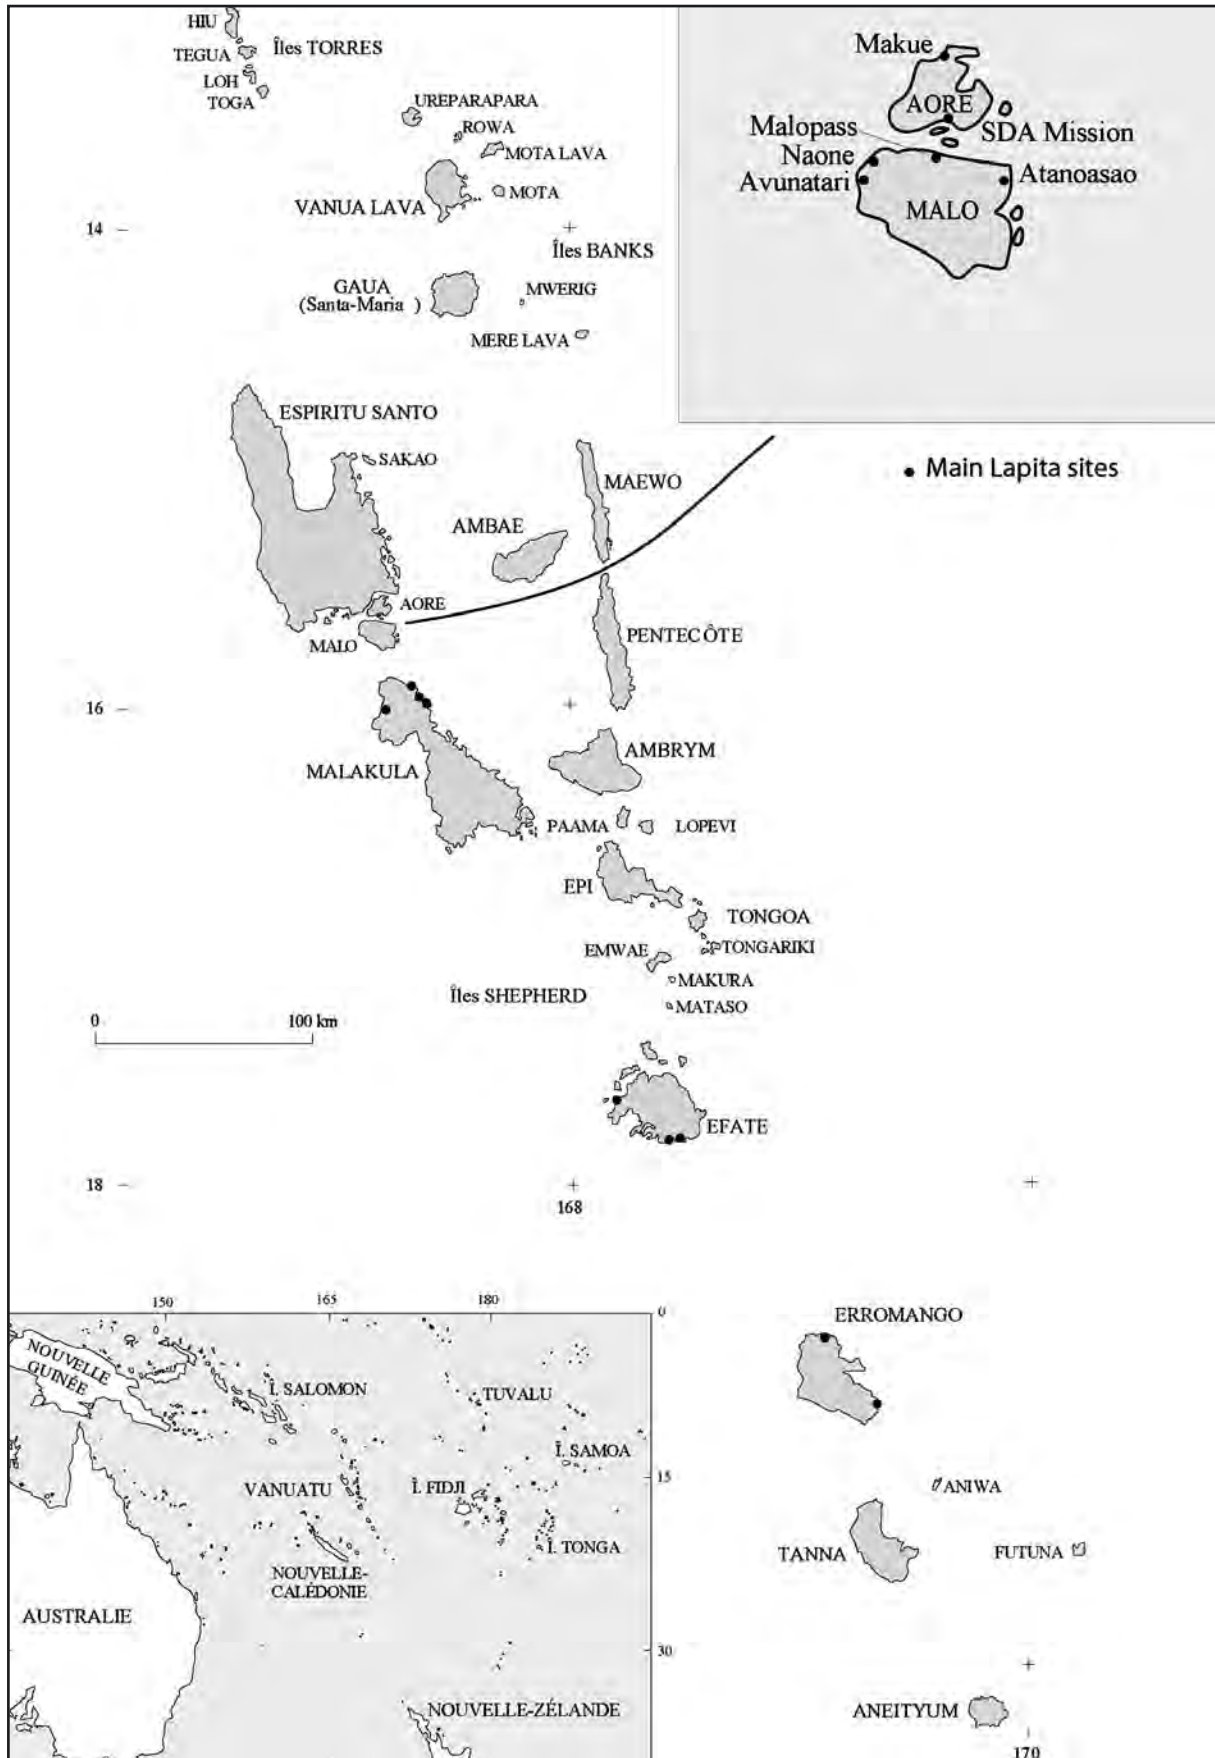 HIU
TEGUA
Îles TORRES
LOH
TOGA
UREPARAPARA
ROWA
MOTA LAVA
MOTA
VANUA LAVA
14
Îles BANKS
GAUA
(Santa-Maria )
MWERIG
MERE LAVA
Makue
AORE
SDA Mission
Malopass
Naone
Avunatari
Atanoasao
MALO
ESPIRITU SANTO
SAKAO
MAEWO
Main Lapita sites
AMBAE
AORE
MALO
PENTECÔTE
16
MALAKULA
AMBRYM
PAAMA
LOPEVI
EPI
TONGOA
EMWAE
TONGARIKI
MAKURA
Îles SHEPHERD
MATASO
0 100 km
EFATE
18
168
150 165 180 0
NOUVELLE
GUINÉE
Î. SALOMON
TUVALU
Î. SAMOA
15
VANUATU
Î. FIDJI
Î. TONGA
NOUVELLE-
CALÉDONIE
AUSTRALIE
30
NOUVELLE-ZÉLANDE
ERROMANGO
ANIWA
TANNA
FUTUNA
ANEITYUM
170